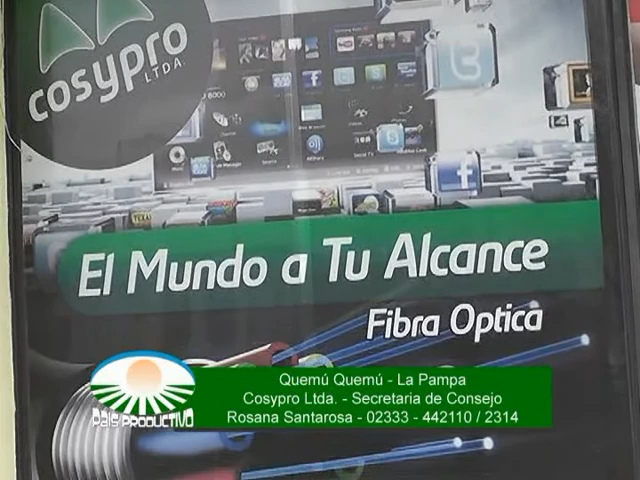 cosypro
LTDA.
El Mundo a Tu Alcance
Fibra Optica
Quemú Quemú - La Pampa
Cosypro Ltda. - Secretaria de Consejo
Rosana Santarosa - 02333 - 442110 / 2314
PAIS PRODUCTIVO